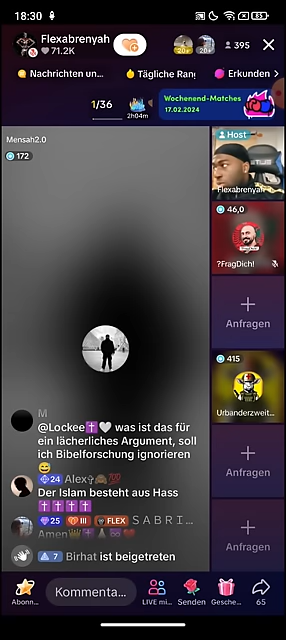 18:30
85
Flexabrenyah
71.2K
20+
20+
395
Nachrichten un...
Tägliche Rang
Erkunden
1/36
2h04m
Wochenend-Matches
17.02.2024
Mensah2.0
172
Host
Flexabrenyah
46,0
?FragDich!
Anfragen
415
Urbanderzweit...
Anfragen
Anfragen
M
@Lockee✝️🤍 was ist das für
ein lächerliches Argument, soll
ich Bibelforschung ignorieren
😅
24 Alex✞🙈💯
Der Islam besteht aus Hass
✝️✝️✝️✝️
25 III FLEX S A B R I ...
Amen
7 Birhat ist beigetreten
Abonn...
Kommenta...
LIVE mi...
Senden
Gesche...
65